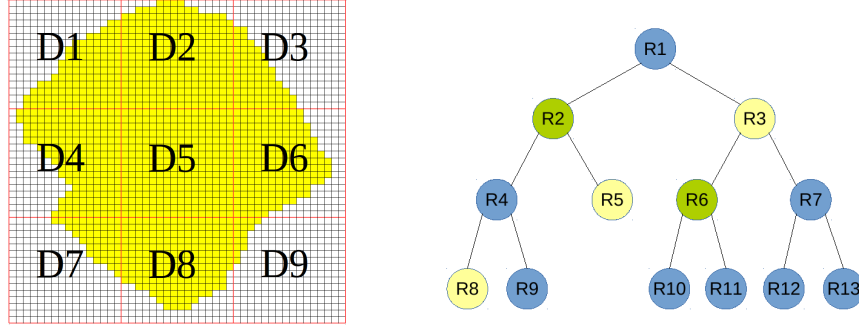 D1 D2 D3
D4 D5 D6
D7 D8 D9
R1
R2 R3
R4 R5 R6 R7
R8 R9 R10 R11 R12 R13